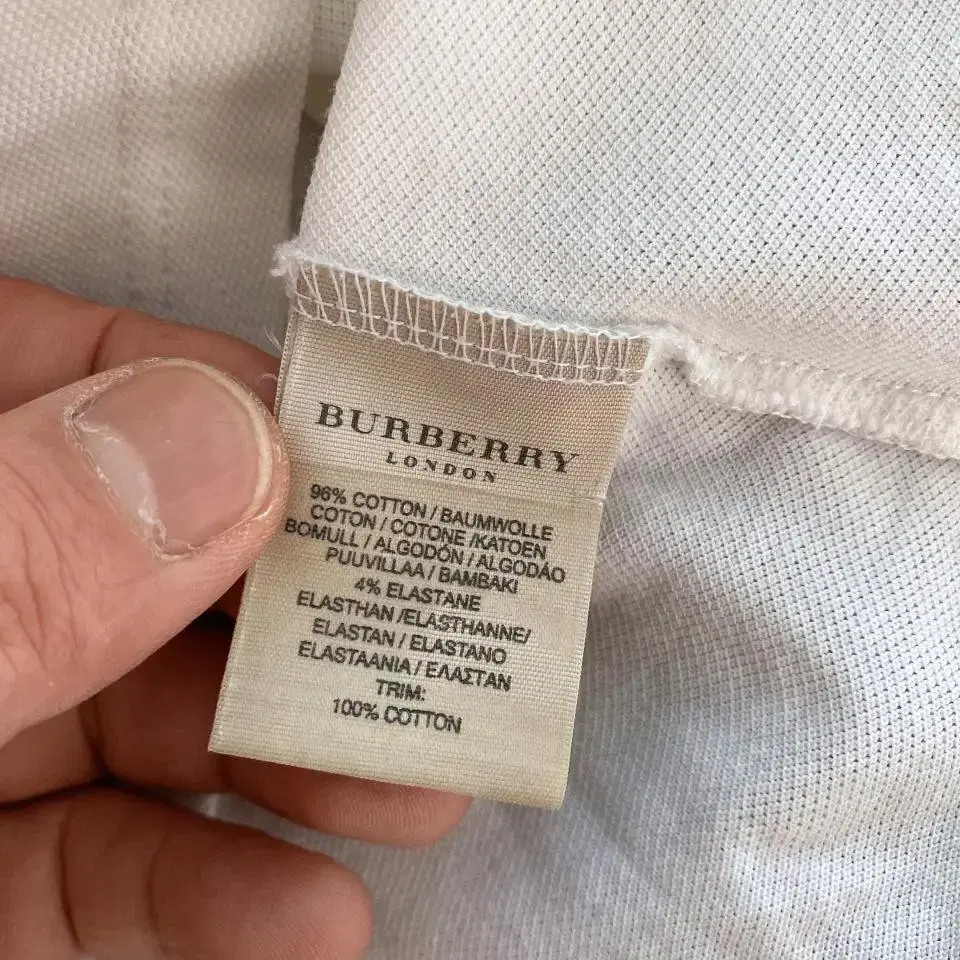 BURBERRY
LONDON
96% COTTON / BAUMWOLLE
COTON / COTONE /KATOEN
BOMULL / ALGODÓN / ALGODÃO
PUUVILLAA / BAMBAKI
4% ELASTANE
ELASTHAN /ELASTHANNE/
ELASTAN / ELASTANO
ELASTAANIA / ΕΛΑΣΤΑΝ
TRIM:
100% COTTON